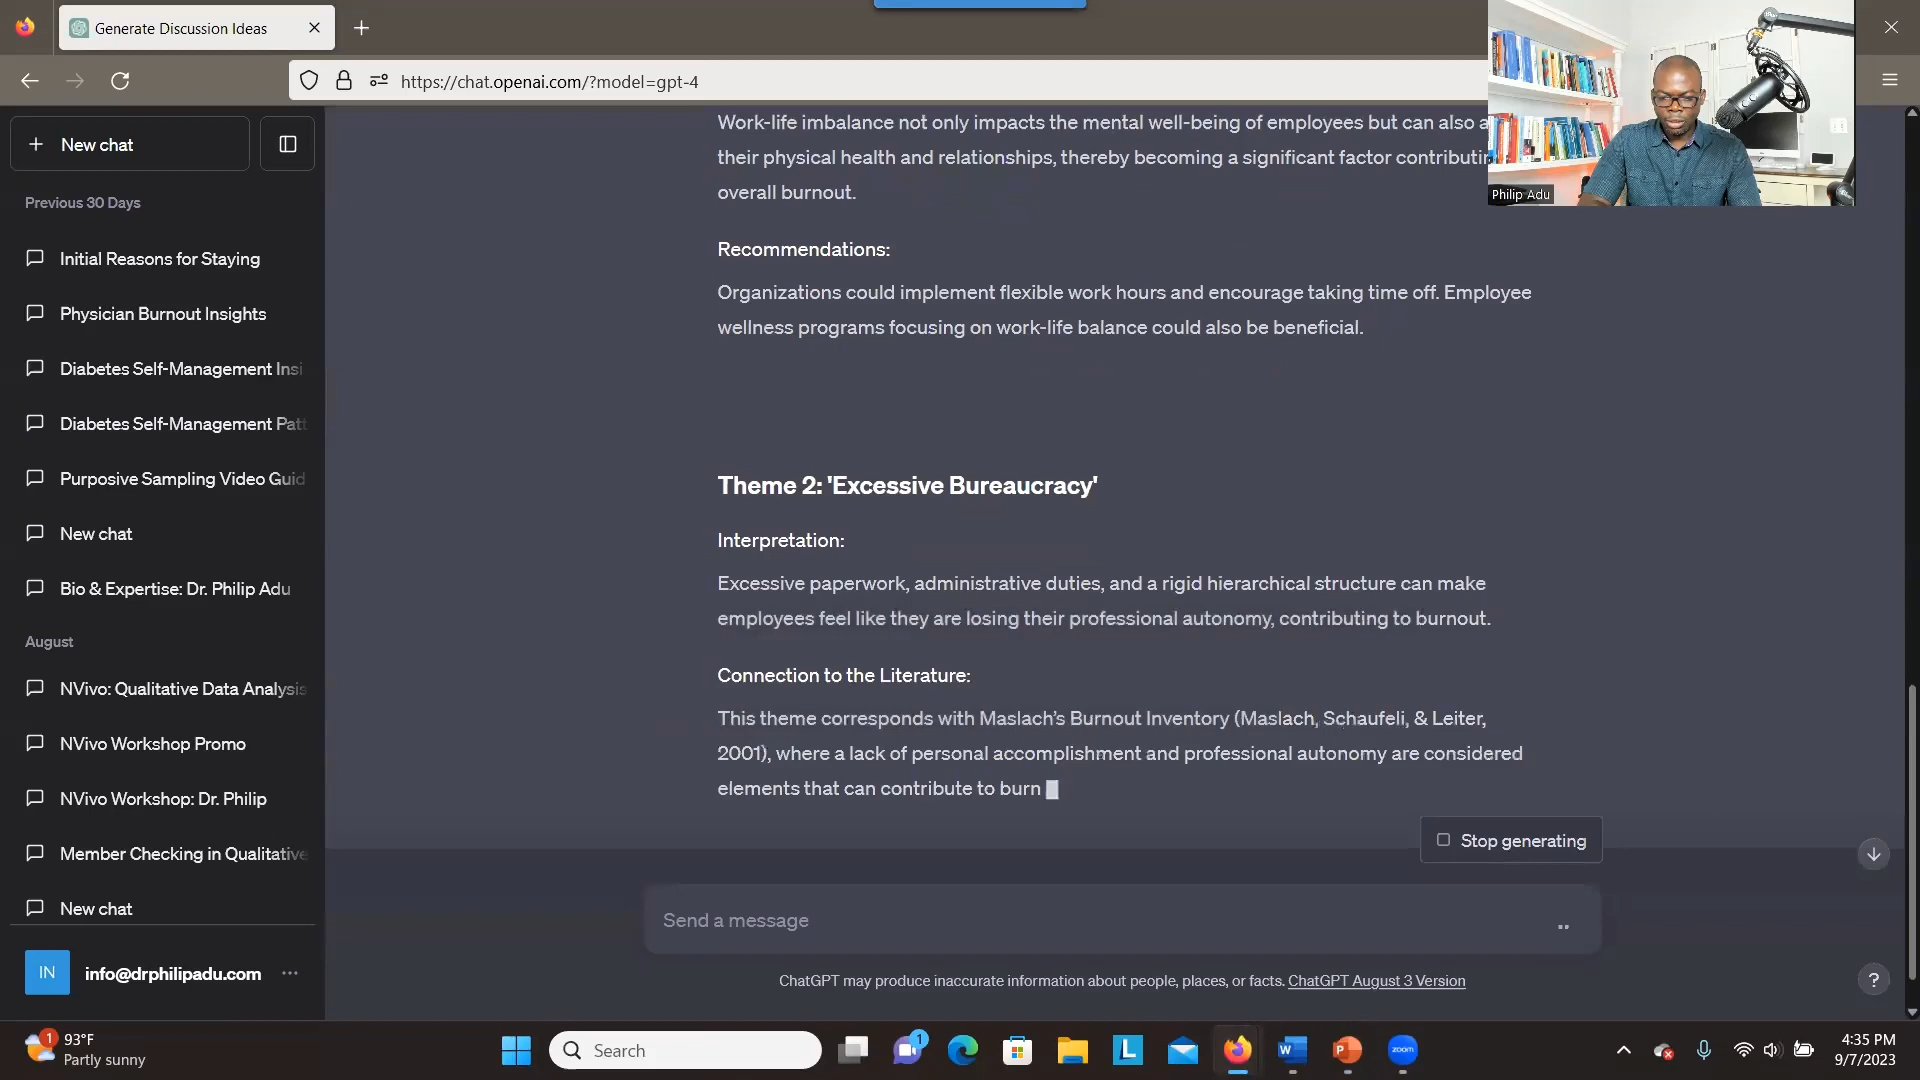 Generate Discussion Ideas
https://chat.openai.com/?model=gpt-4
Philip Adu
New chat
Previous 30 Days
Initial Reasons for Staying
Physician Burnout Insights
Diabetes Self-Management Insi
Diabetes Self-Management Patt
Purposive Sampling Video Guid
New chat
Bio & Expertise: Dr. Philip Adu
August
NVivo: Qualitative Data Analysis
NVivo Workshop Promo
NVivo Workshop: Dr. Philip
Member Checking in Qualitative
New chat
IN
info@drphilipadu.com
Work-life imbalance not only impacts the mental well-being of employees but can also a
their physical health and relationships, thereby becoming a significant factor contributi
overall burnout.
Recommendations:
Organizations could implement flexible work hours and encourage taking time off. Employee
wellness programs focusing on work-life balance could also be beneficial.
Theme 2: 'Excessive Bureaucracy'
Interpretation:
Excessive paperwork, administrative duties, and a rigid hierarchical structure can make
employees feel like they are losing their professional autonomy, contributing to burnout.
Connection to the Literature:
This theme corresponds with Maslach's Burnout Inventory (Maslach, Schaufeli, & Leiter,
2001), where a lack of personal accomplishment and professional autonomy are considered
elements that can contribute to burn
Stop generating
Send a message
ChatGPT may produce inaccurate information about people, places, or facts. ChatGPT August 3 Version
?
1
93°F
Partly sunny
Search
1
L
W
P
zoom
4:35 PM
9/7/2023